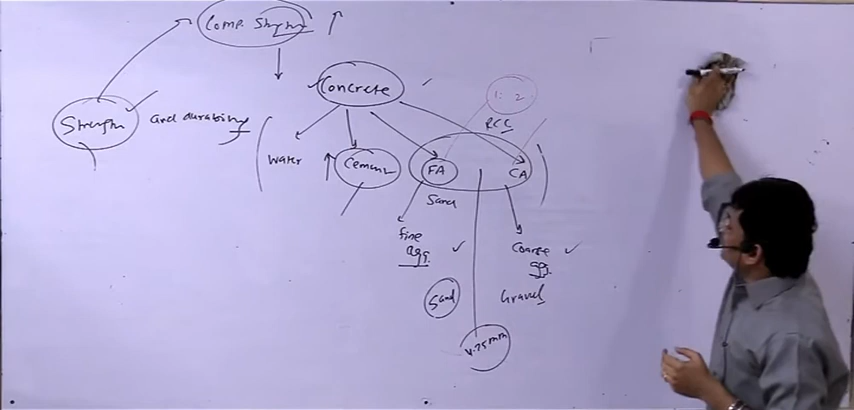 Comp. Strength ↑
Concrete ✓
1: 2
Strength
and durability
RCC
Water
↑ Cement
FA
CA
Sand
fine
agg.
✓
Coarse
agg.
✓
Sand
Gravel
4.75mm